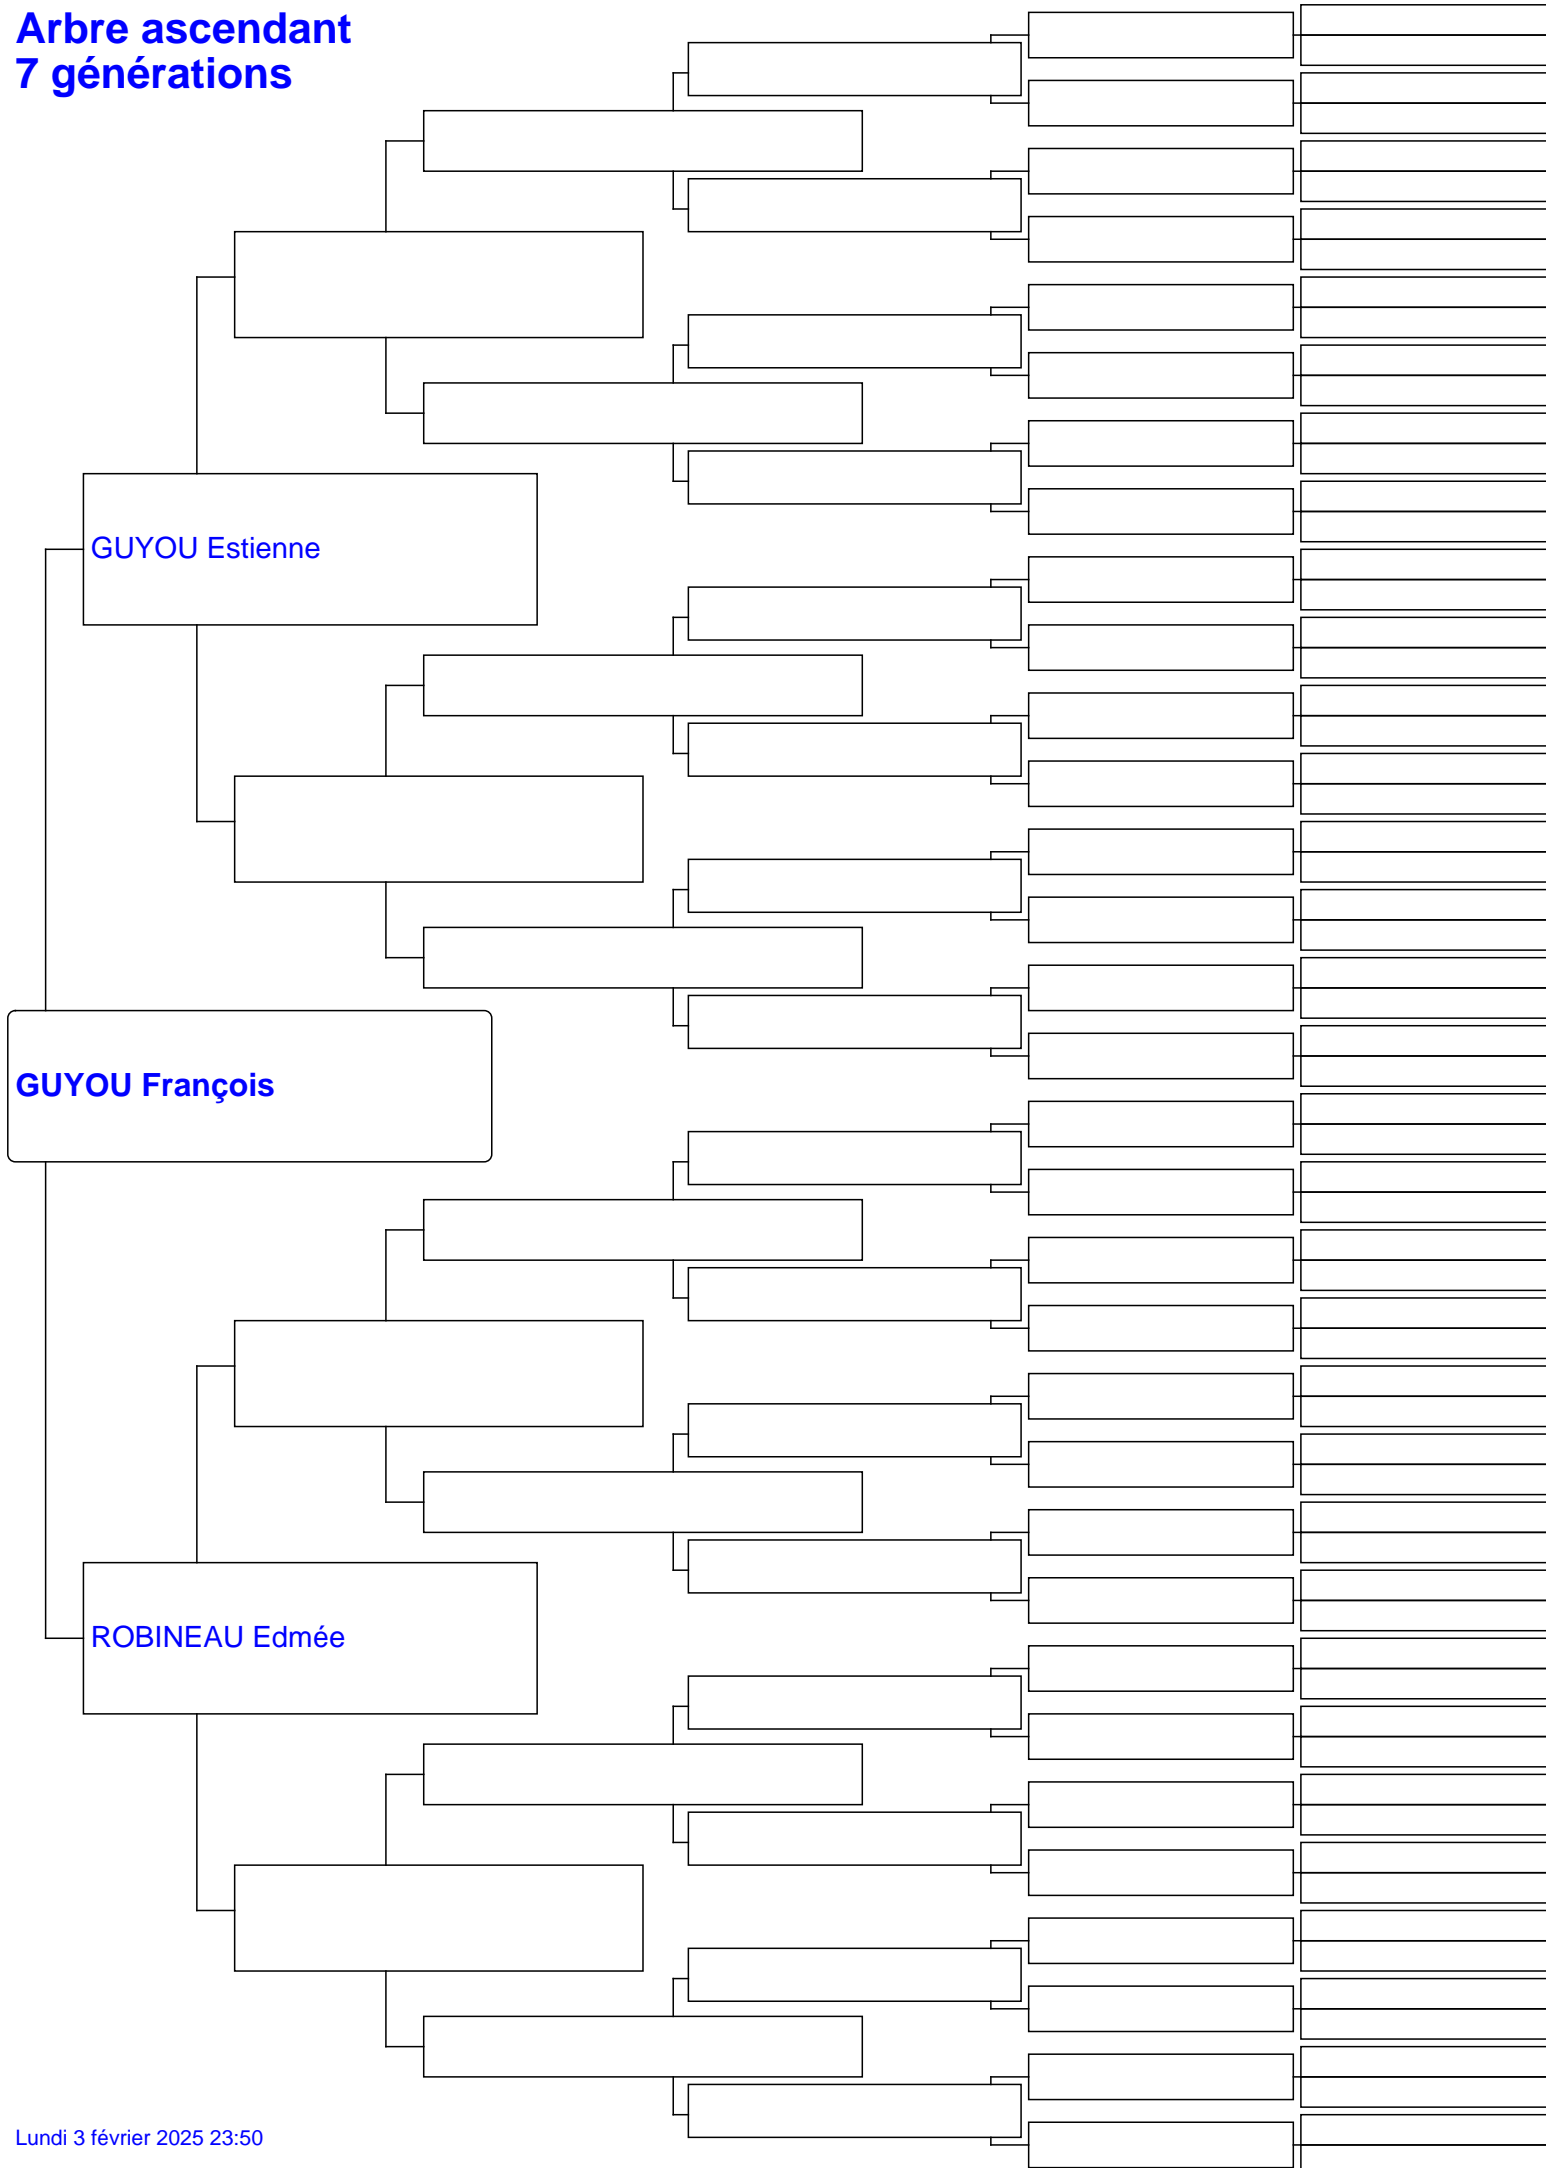 Arbre ascendant
7 générations
GUYOU Estienne
GUYOU François
ROBINEAU Edmée
Lundi 3 février 2025 23:50